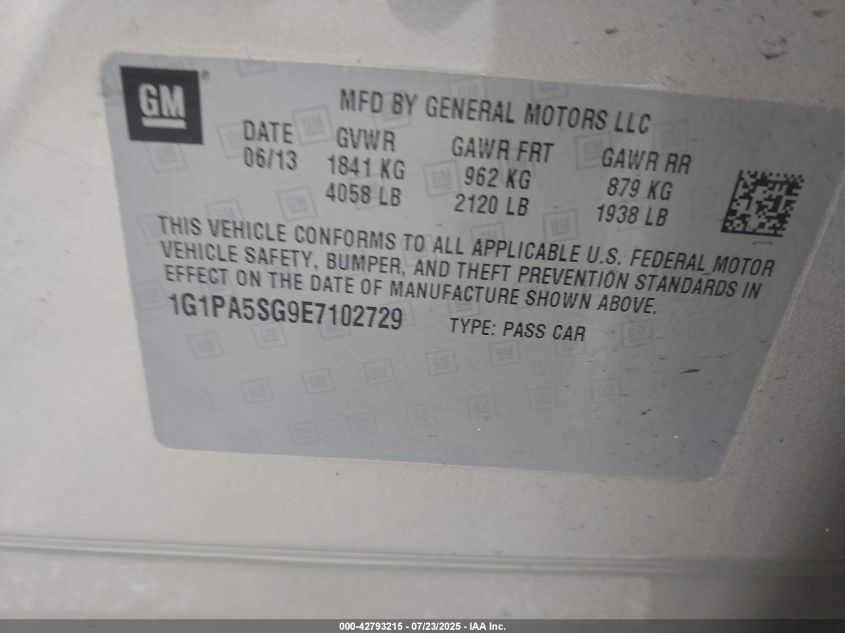 GM
MFD BY GENERAL MOTORS LLC
DATE GVWR GAWR FRT GAWR RR
06/13 1841 KG 962 KG 879 KG
4058 LB 2120 LB 1938 LB
THIS VEHICLE CONFORMS TO ALL APPLICABLE U.S. FEDERAL MOTOR
VEHICLE SAFETY, BUMPER, AND THEFT PREVENTION STANDARDS IN
EFFECT ON THE DATE OF MANUFACTURE SHOWN ABOVE.
1G1PA5SG9E7102729 TYPE: PASS CAR
000-42793215 - 07/23/2025 - IAA Inc.